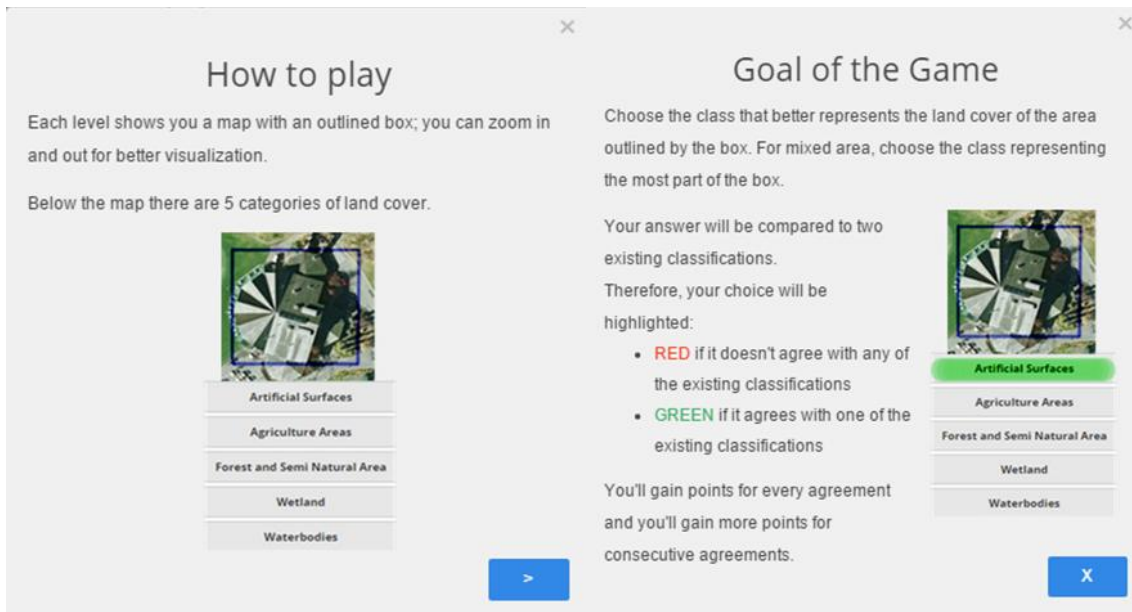 ×
How to play
Each level shows you a map with an outlined box; you can zoom in
and out for better visualization.
Below the map there are 5 categories of land cover.
Artificial Surfaces
Agriculture Areas
Forest and Semi Natural Area
Wetland
Waterbodies
>
×
Goal of the Game
Choose the class that better represents the land cover of the area
outlined by the box. For mixed area, choose the class representing
the most part of the box.
Your answer will be compared to two
existing classifications.
Therefore, your choice will be
highlighted:
• RED if it doesn't agree with any of
the existing classifications
• GREEN if it agrees with one of the
existing classifications
You'll gain points for every agreement
and you'll gain more points for
consecutive agreements.
Artificial Surfaces
Agriculture Areas
Forest and Semi Natural Area
Wetland
Waterbodies
X